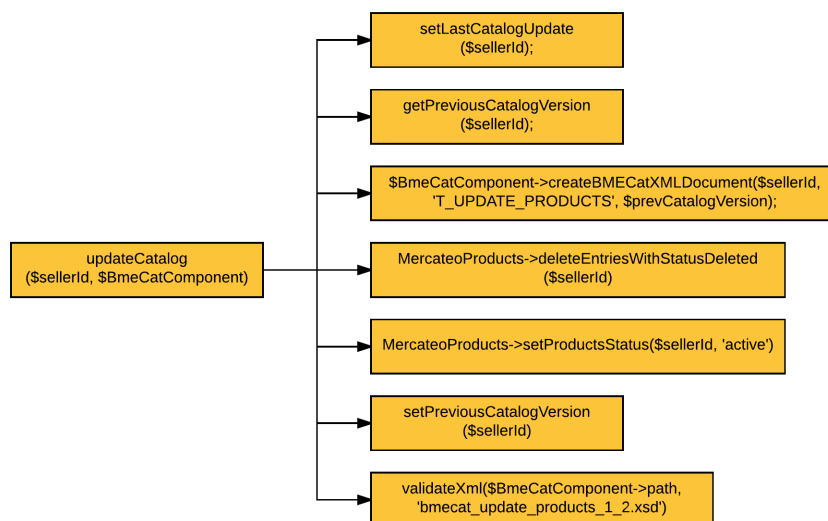 setLastCatalogUpdate
($sellerId);
getPreviousCatalogVersion
($sellerId);
$BmeCatComponent->createBMECatXMLDocument($sellerId,
'T_UPDATE_PRODUCTS', $prevCatalogVersion);
updateCatalog
($sellerId, $BmeCatComponent)
MercateoProducts->deleteEntriesWithStatusDeleted
($sellerId)
MercateoProducts->setProductsStatus($sellerId, 'active')
setPreviousCatalogVersion
($sellerId)
validateXml($BmeCatComponent->path,
'bmecat_update_products_1_2.xsd')